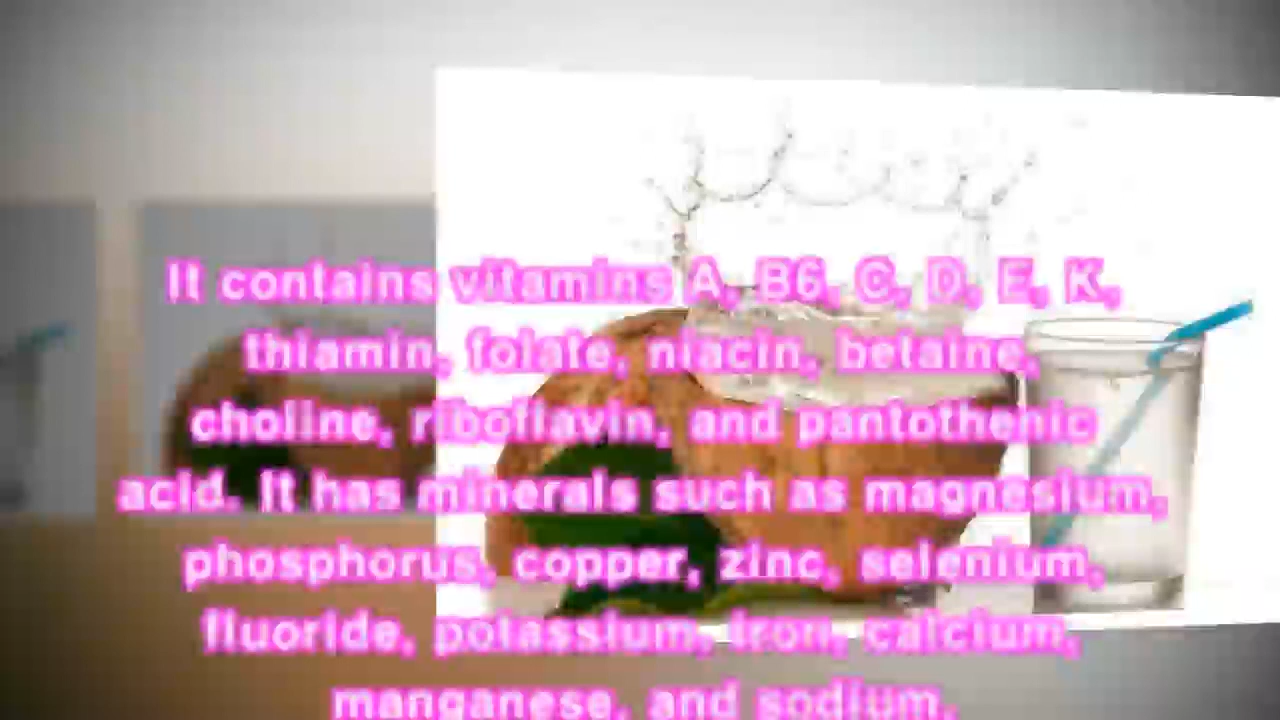 It contains vitamins A, B6, C, D, E, K,
thiamin, folate, niacin, betaine,
choline, riboflavin, and pantothenic
acid. It has minerals such as magnesium,
phosphorus, copper, zinc, selenium,
fluoride, potassium, iron, calcium,
manganese, and sodium.